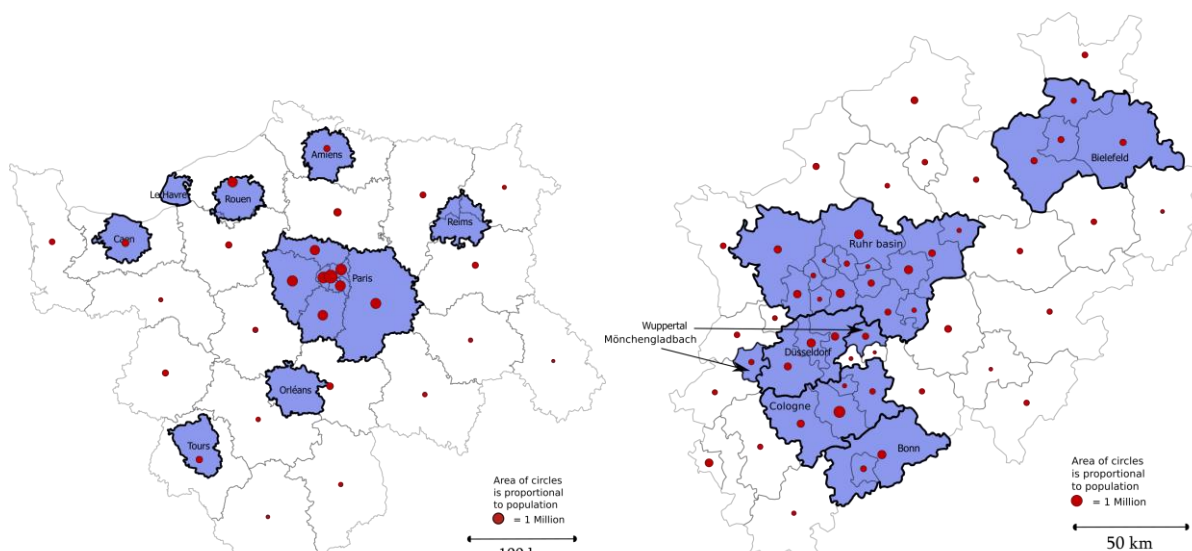 Amiens
Le Havre
Rouen
Caen
Reims
Paris
Orléans
Tours
Area of circles
is proportional
to population
= 1 Million
Bielefeld
Ruhr basin
Wuppertal
Mönchengladbach
Düsseldorf
Cologne
Bonn
Area of circles
is proportional
to population
= 1 Million
50 km